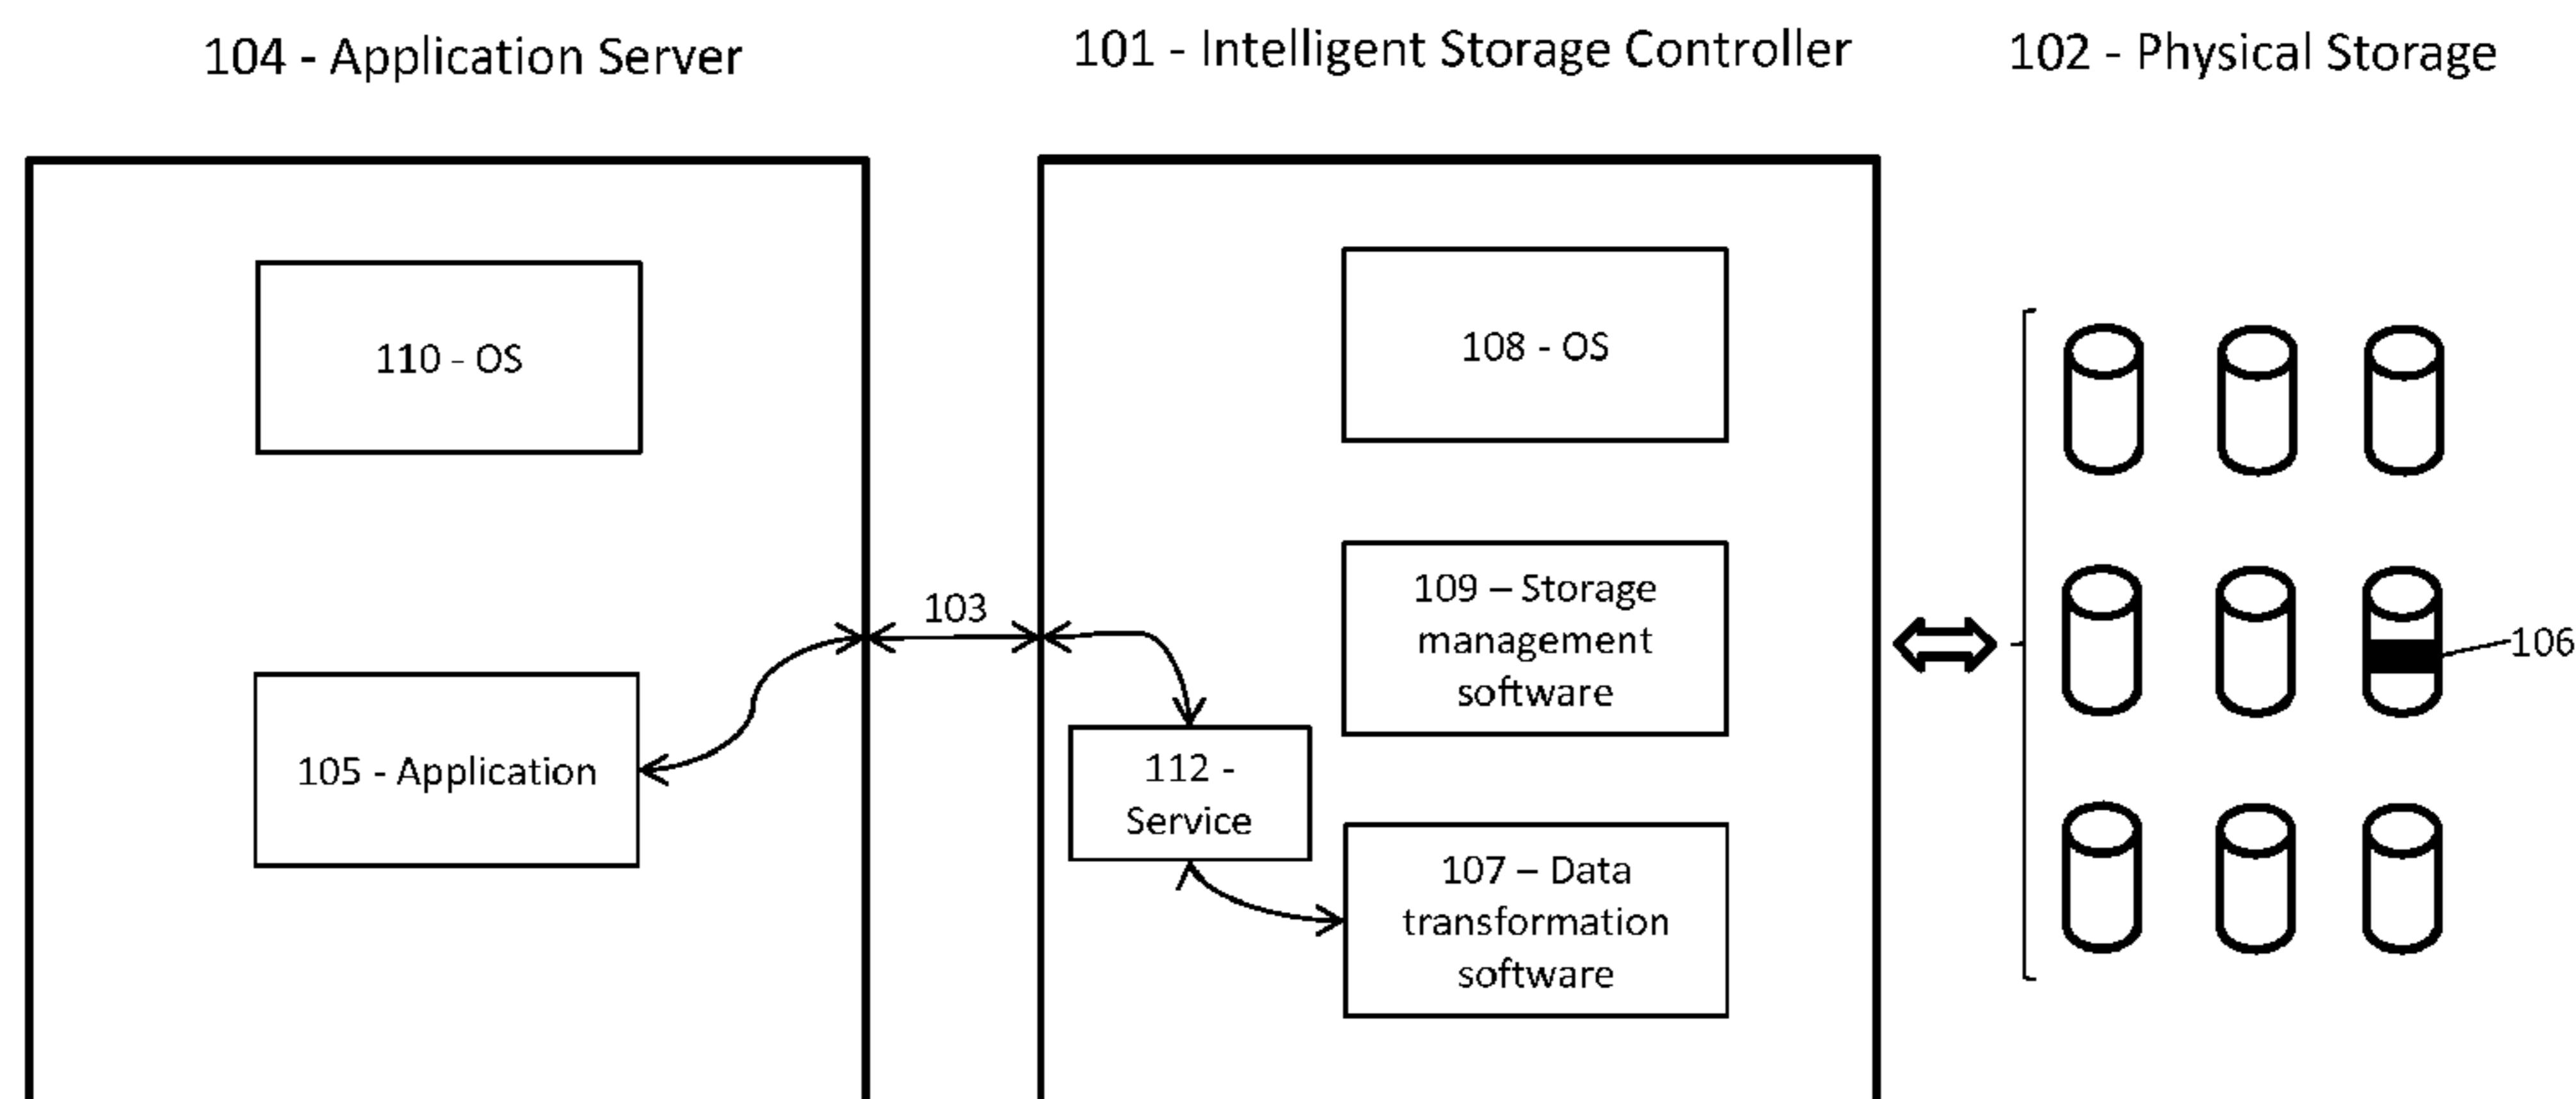 104 - Application Server
101 - Intelligent Storage Controller
102 - Physical Storage
110 - OS
108 - OS
103
109 – Storage
management
software
106
105 - Application
112 -
Service
107 – Data
transformation
software